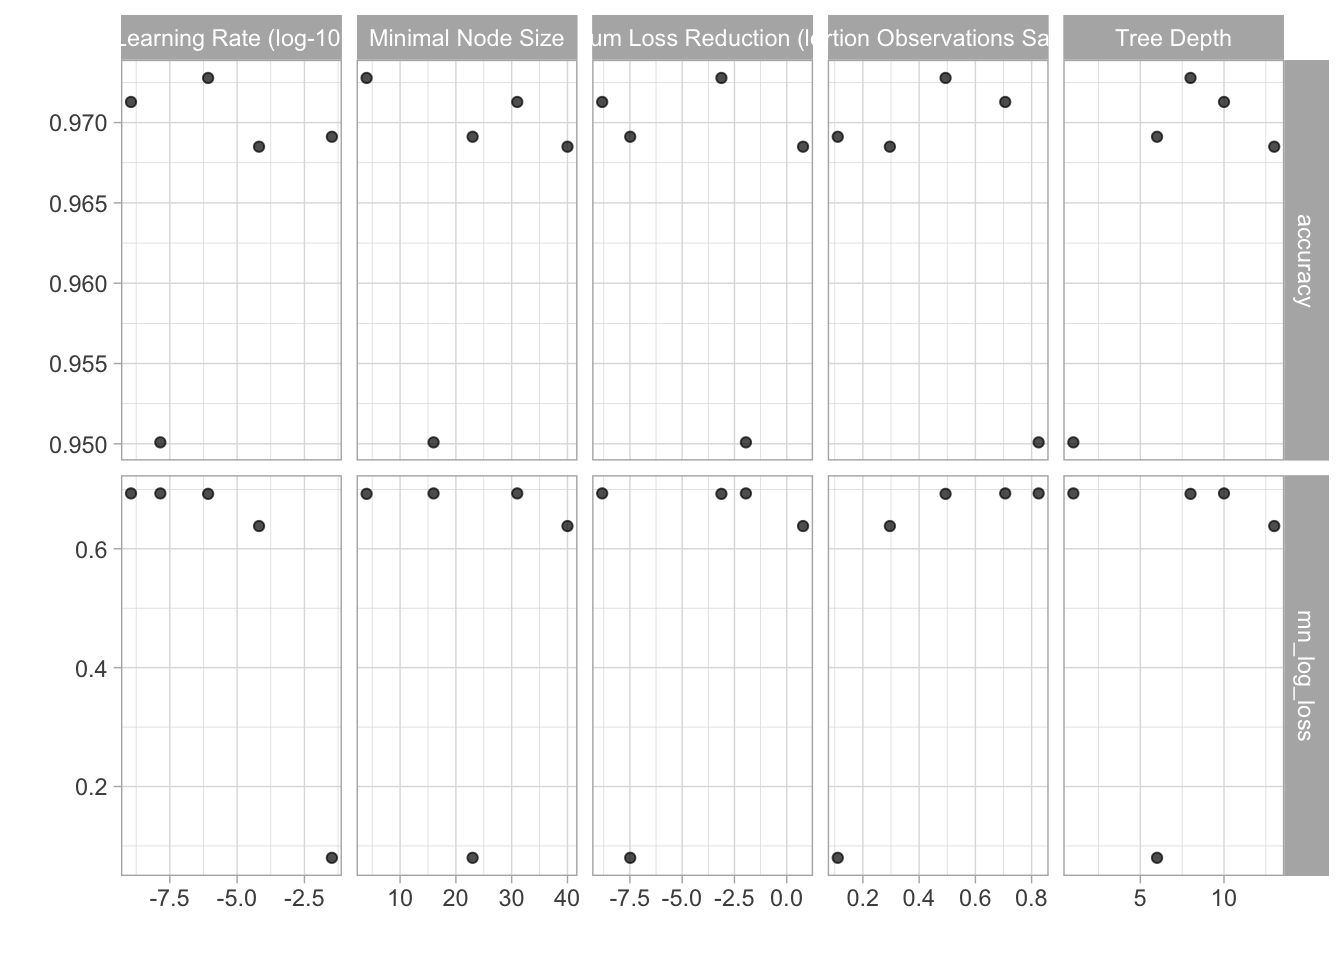 Learning Rate (log-10 Minimal Node Size um Loss Reduction (l rtion Observations Sa Tree Depth
0.970
0.965
0.960
0.955
0.950
accuracy
0.6
0.4
0.2
mn_log_loss
-7.5 -5.0 -2.5 10 20 30 40 -7.5 -5.0 -2.5 0.0 0.2 0.4 0.6 0.8 5 10